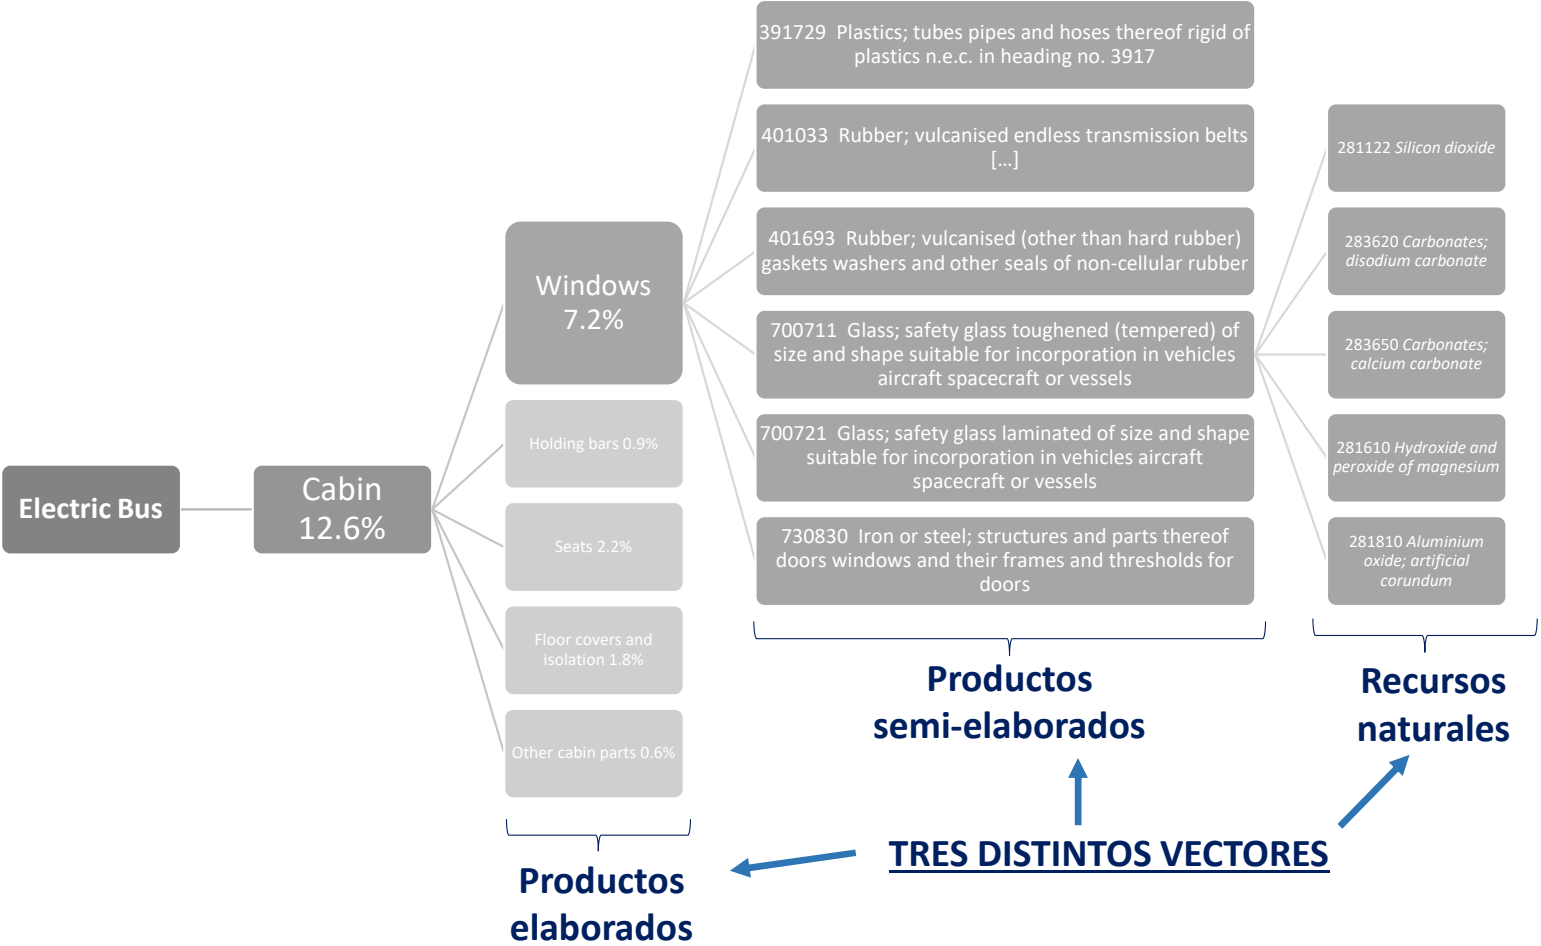 Electric Bus
Cabin
12.6%
Windows
7.2%
Holding bars 0.9%
Seats 2.2%
Floor covers and
isolation 1.8%
Other cabin parts 0.6%
Productos
elaborados
391729  Plastics; tubes pipes and hoses thereof rigid of
plastics n.e.c. in heading no. 3917
401033  Rubber; vulcanised endless transmission belts
[…]
401693  Rubber; vulcanised (other than hard rubber)
gaskets washers and other seals of non-cellular rubber
700711  Glass; safety glass toughened (tempered) of
size and shape suitable for incorporation in vehicles
aircraft spacecraft or vessels
700721  Glass; safety glass laminated of size and shape
suitable for incorporation in vehicles aircraft
spacecraft or vessels
730830  Iron or steel; structures and parts thereof
doors windows and their frames and thresholds for
doors
Productos
semi-elaborados
281122 Silicon dioxide
283620 Carbonates;
disodium carbonate
283650 Carbonates;
calcium carbonate
281610 Hydroxide and
peroxide of magnesium
281810 Aluminium
oxide; artificial
corundum
Recursos
naturales
TRES DISTINTOS VECTORES